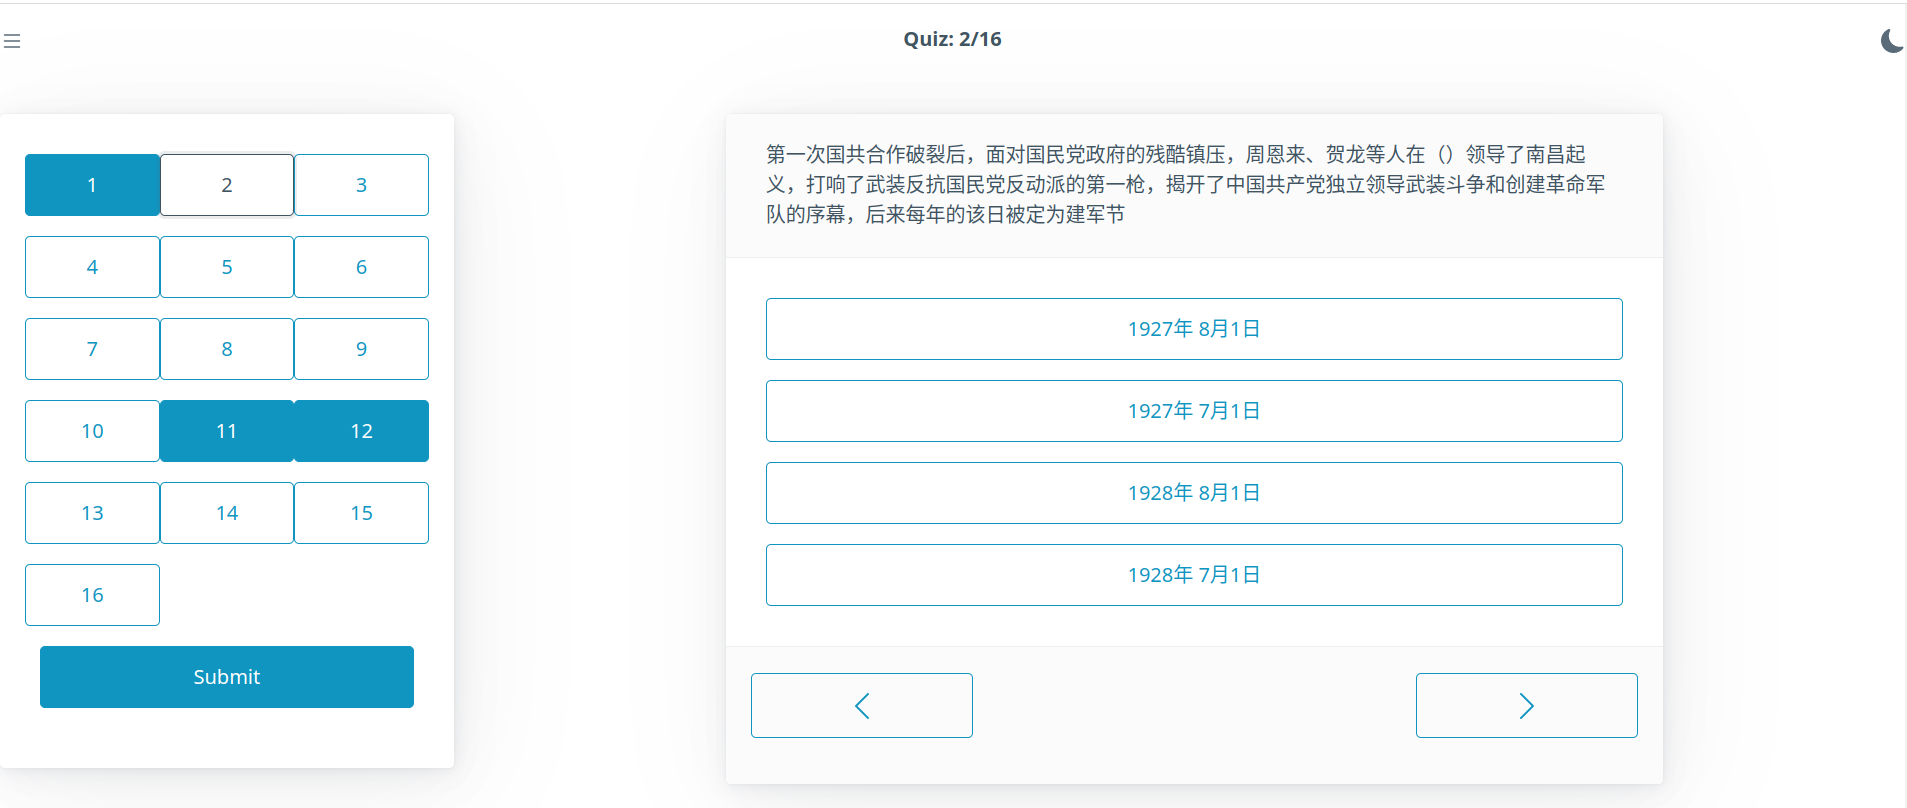 Quiz: 2/16
1
2
3
4
5
6
7
8
9
10
11
12
13
14
15
16
Submit
第一次国共合作破裂后，面对国民党政府的残酷镇压，周恩来、贺龙等人在（）领导了南昌起
义，打响了武装反抗国民党反动派的第一枪，揭开了中国共产党独立领导武装斗争和创建革命军
队的序幕，后来每年的该日被定为建军节
1927年 8月1日
1927年 7月1日
1928年 8月1日
1928年 7月1日